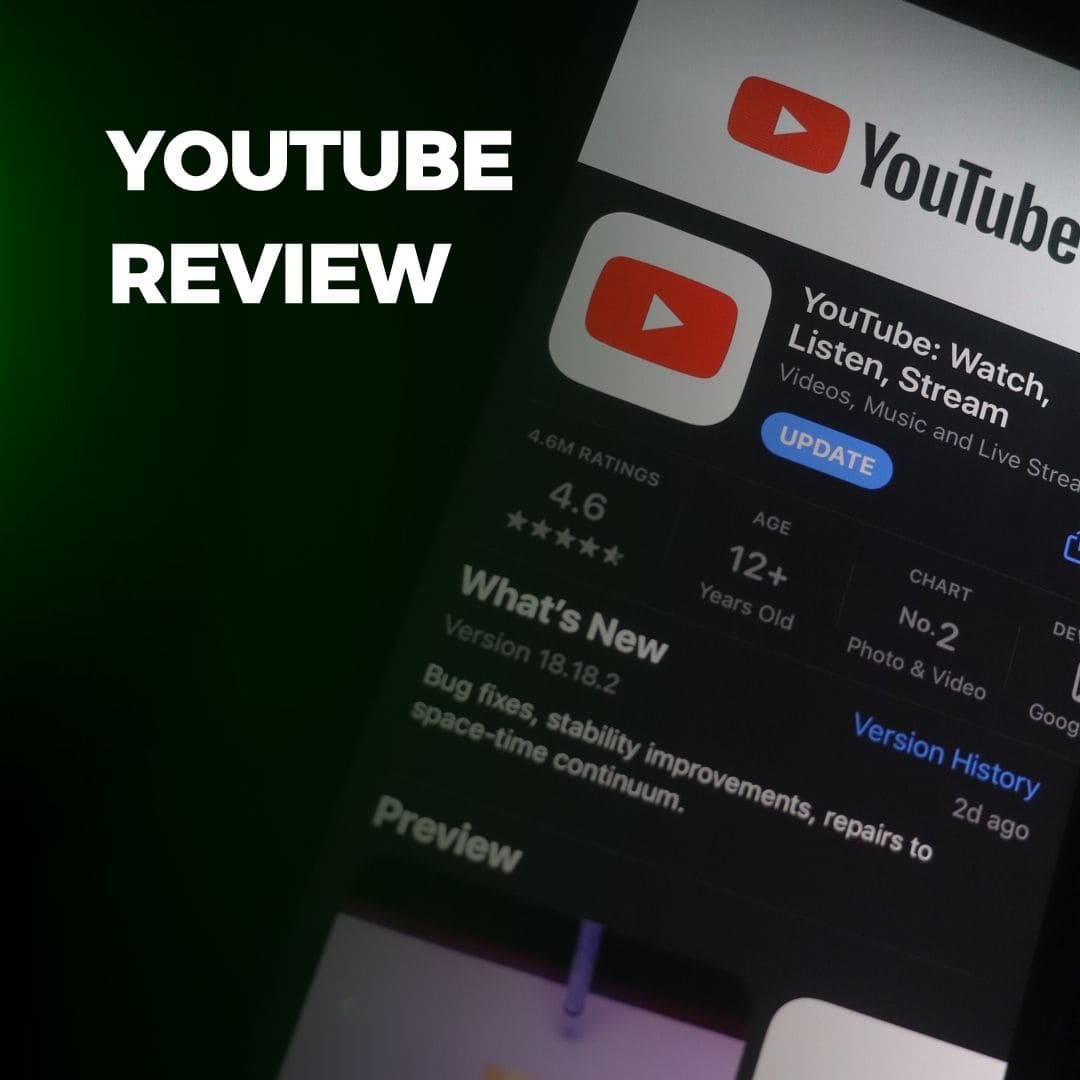 YOUTUBE
REVIEW
YouTube
YouTube: Watch,
Listen, Stream
Videos, Music and Live
UPDATE
4.6M RATINGS
4.6
AGE
12+
Years Old
CHART
No.2
Photo & Video
What's New
Version 18.18.2
Version History
2d ago
Bug fixes, stability improvements, repairs to
space-time continuum.
Preview